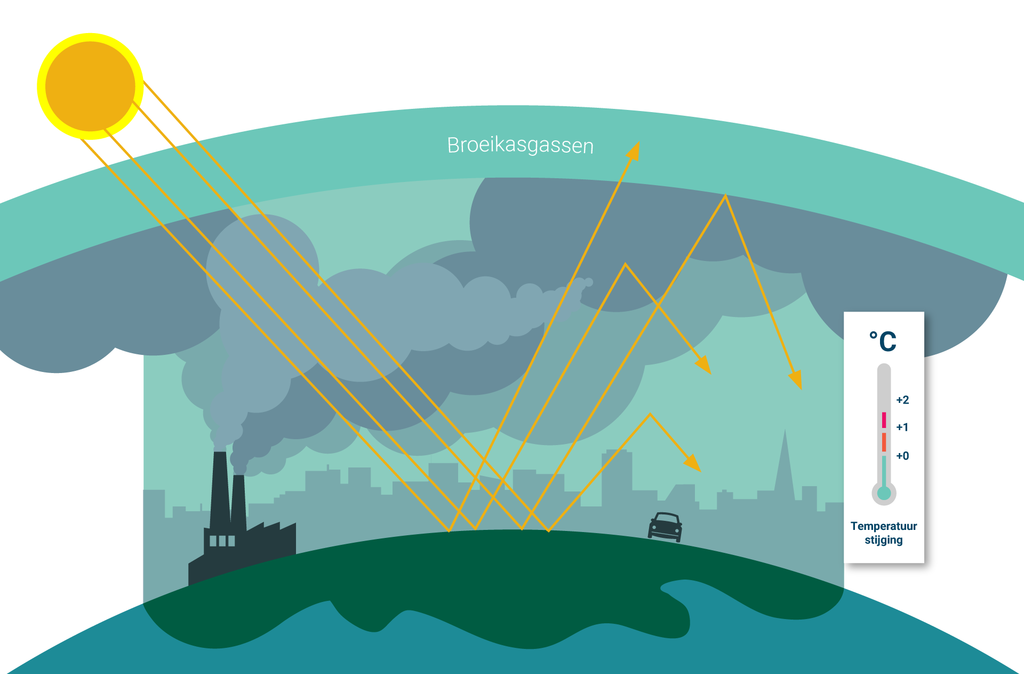 Broeikasgassen
°C
+2
+1
+0
Temperatuur
stijging